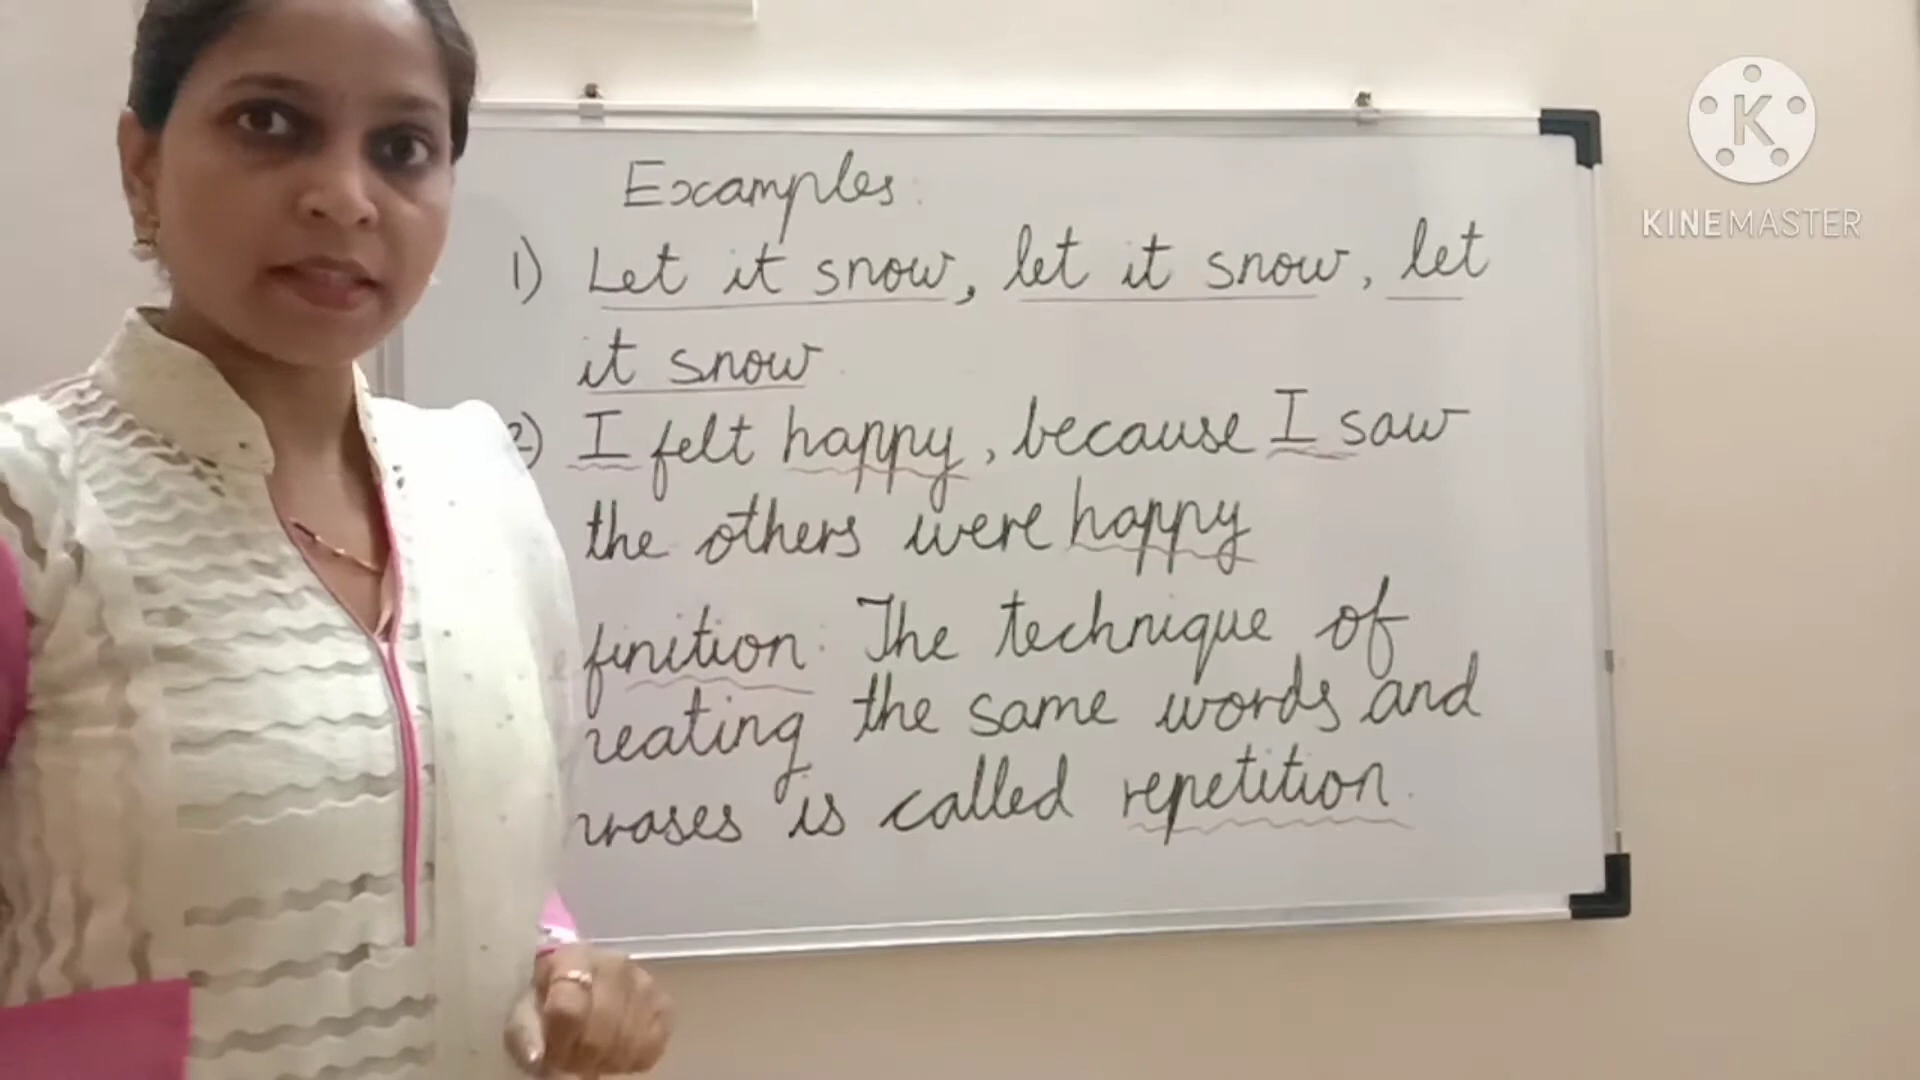 Examples:
1) Let it snow, let it snow, let
it snow
2) I felt happy, because I saw
the others were happy
finition: The technique of
eating the same words and
rases is called repetition.
K
KINEMASTER